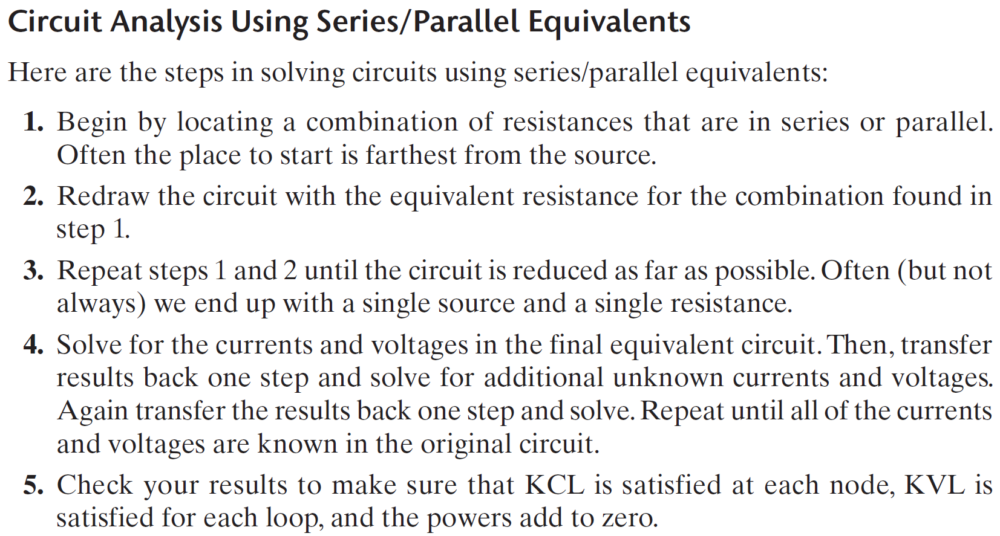 Circuit Analysis Using Series/Parallel Equivalents
Here are the steps in solving circuits using series/parallel equivalents:
1. Begin by locating a combination of resistances that are in series or parallel.
Often the place to start is farthest from the source.
2. Redraw the circuit with the equivalent resistance for the combination found in
step 1.
3. Repeat steps 1 and 2 until the circuit is reduced as far as possible. Often (but not
always) we end up with a single source and a single resistance.
4. Solve for the currents and voltages in the final equivalent circuit. Then, transfer
results back one step and solve for additional unknown currents and voltages.
Again transfer the results back one step and solve. Repeat until all of the currents
and voltages are known in the original circuit.
5. Check your results to make sure that KCL is satisfied at each node, KVL is
satisfied for each loop, and the powers add to zero.